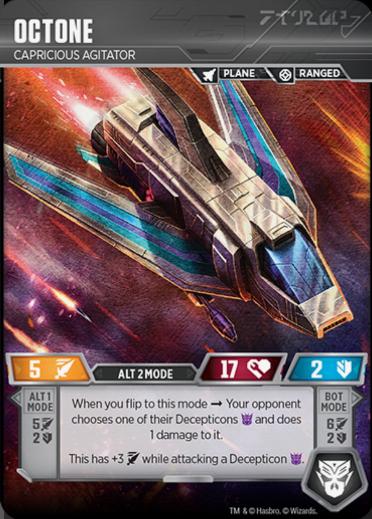 OCTONE
CAPRICIOUS AGITATOR
PLANE RANGED
5 ALT 2 MODE 17 2
ALT 1
MODE
5
2
When you flip to this mode → Your opponent
chooses one of their Decepticons and does
1 damage to it.
This has +3 while attacking a Decepticon .
BOT
MODE
6
2
TM & © Hasbro. © Wizards.